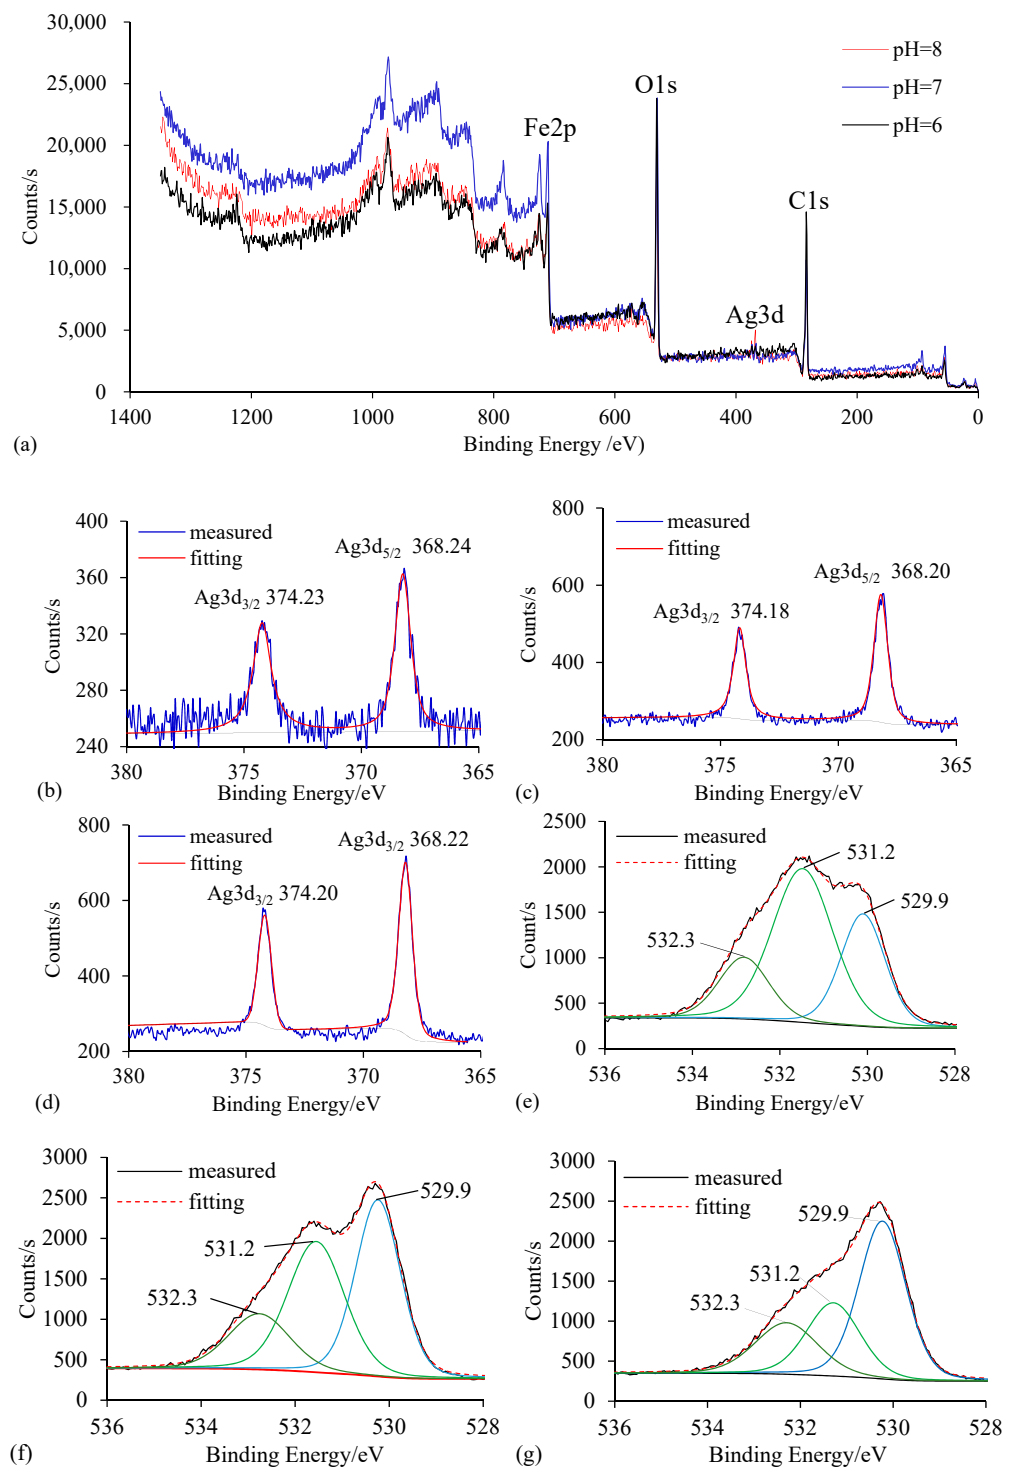 30,000
25,000
20,000
15,000
10,000
5,000
0
Counts/s
pH=8
pH=7
pH=6
O1s
Fe2p
C1s
Ag3d
1400 1200 1000 800 600 400 200 0
Binding Energy /eV)
(a)
400
360
320
280
240
Counts/s
measured
fitting
Ag3d5/2 368.24
Ag3d3/2 374.23
380 375 370 365
Binding Energy/eV
(b)
800
600
400
200
Counts/s
measured
fitting
Ag3d5/2 368.20
Ag3d3/2 374.18
380 375 370 365
Binding Energy/eV
(c)
800
600
400
200
Counts/s
measured
fitting
Ag3d3/2 368.22
Ag3d3/2 374.20
380 375 370 365
Binding Energy/eV
(d)
2500
2000
1500
1000
500
0
Count/s
measured
fitting
531.2
529.9
532.3
536 534 532 530 528
Binding Energy/eV
(e)
3000
2500
2000
1500
1000
500
0
Counts/s
measured
fitting
529.9
531.2
532.3
536 534 532 530 528
Binding Energy/eV
(f)
3000
2500
2000
1500
1000
500
0
Counts/s
measured
fitting
529.9
531.2
532.3
536 534 532 530 528
Binding Energy/eV
(g)